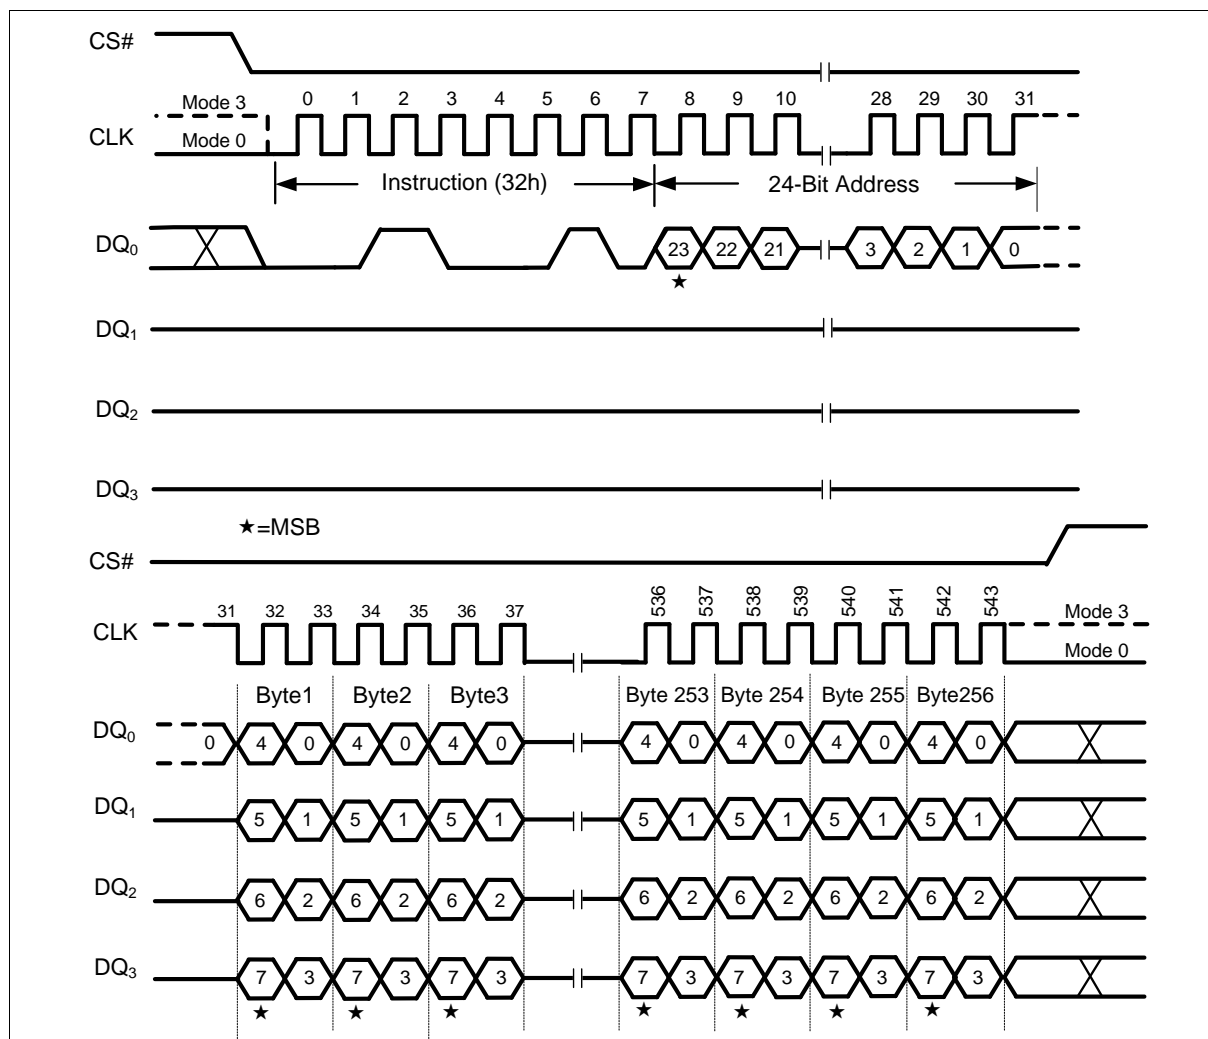 CS#
Mode 3 0 1 2 3 4 5 6 7 8 9 10 28 29 30 31
CLK Mode 0
Instruction (32h) 24-Bit Address
DQ0 23 22 21 3 2 1 0
★
DQ1
DQ2
DQ3
★=MSB
CS#
31 32 33 34 35 36 37 536 537 538 539 540 541 542 543 Mode 3
CLK Mode 0
Byte1 Byte2 Byte3 Byte 253 Byte 254 Byte 255 Byte256
DQ0 0 4 0 4 0 4 0 4 0 4 0 4 0 4 0
DQ1 5 1 5 1 5 1 5 1 5 1 5 1 5 1
DQ2 6 2 6 2 6 2 6 2 6 2 6 2 6 2
DQ3 7 3 7 3 7 3 7 3 7 3 7 3 7 3
★ ★ ★ ★ ★ ★ ★